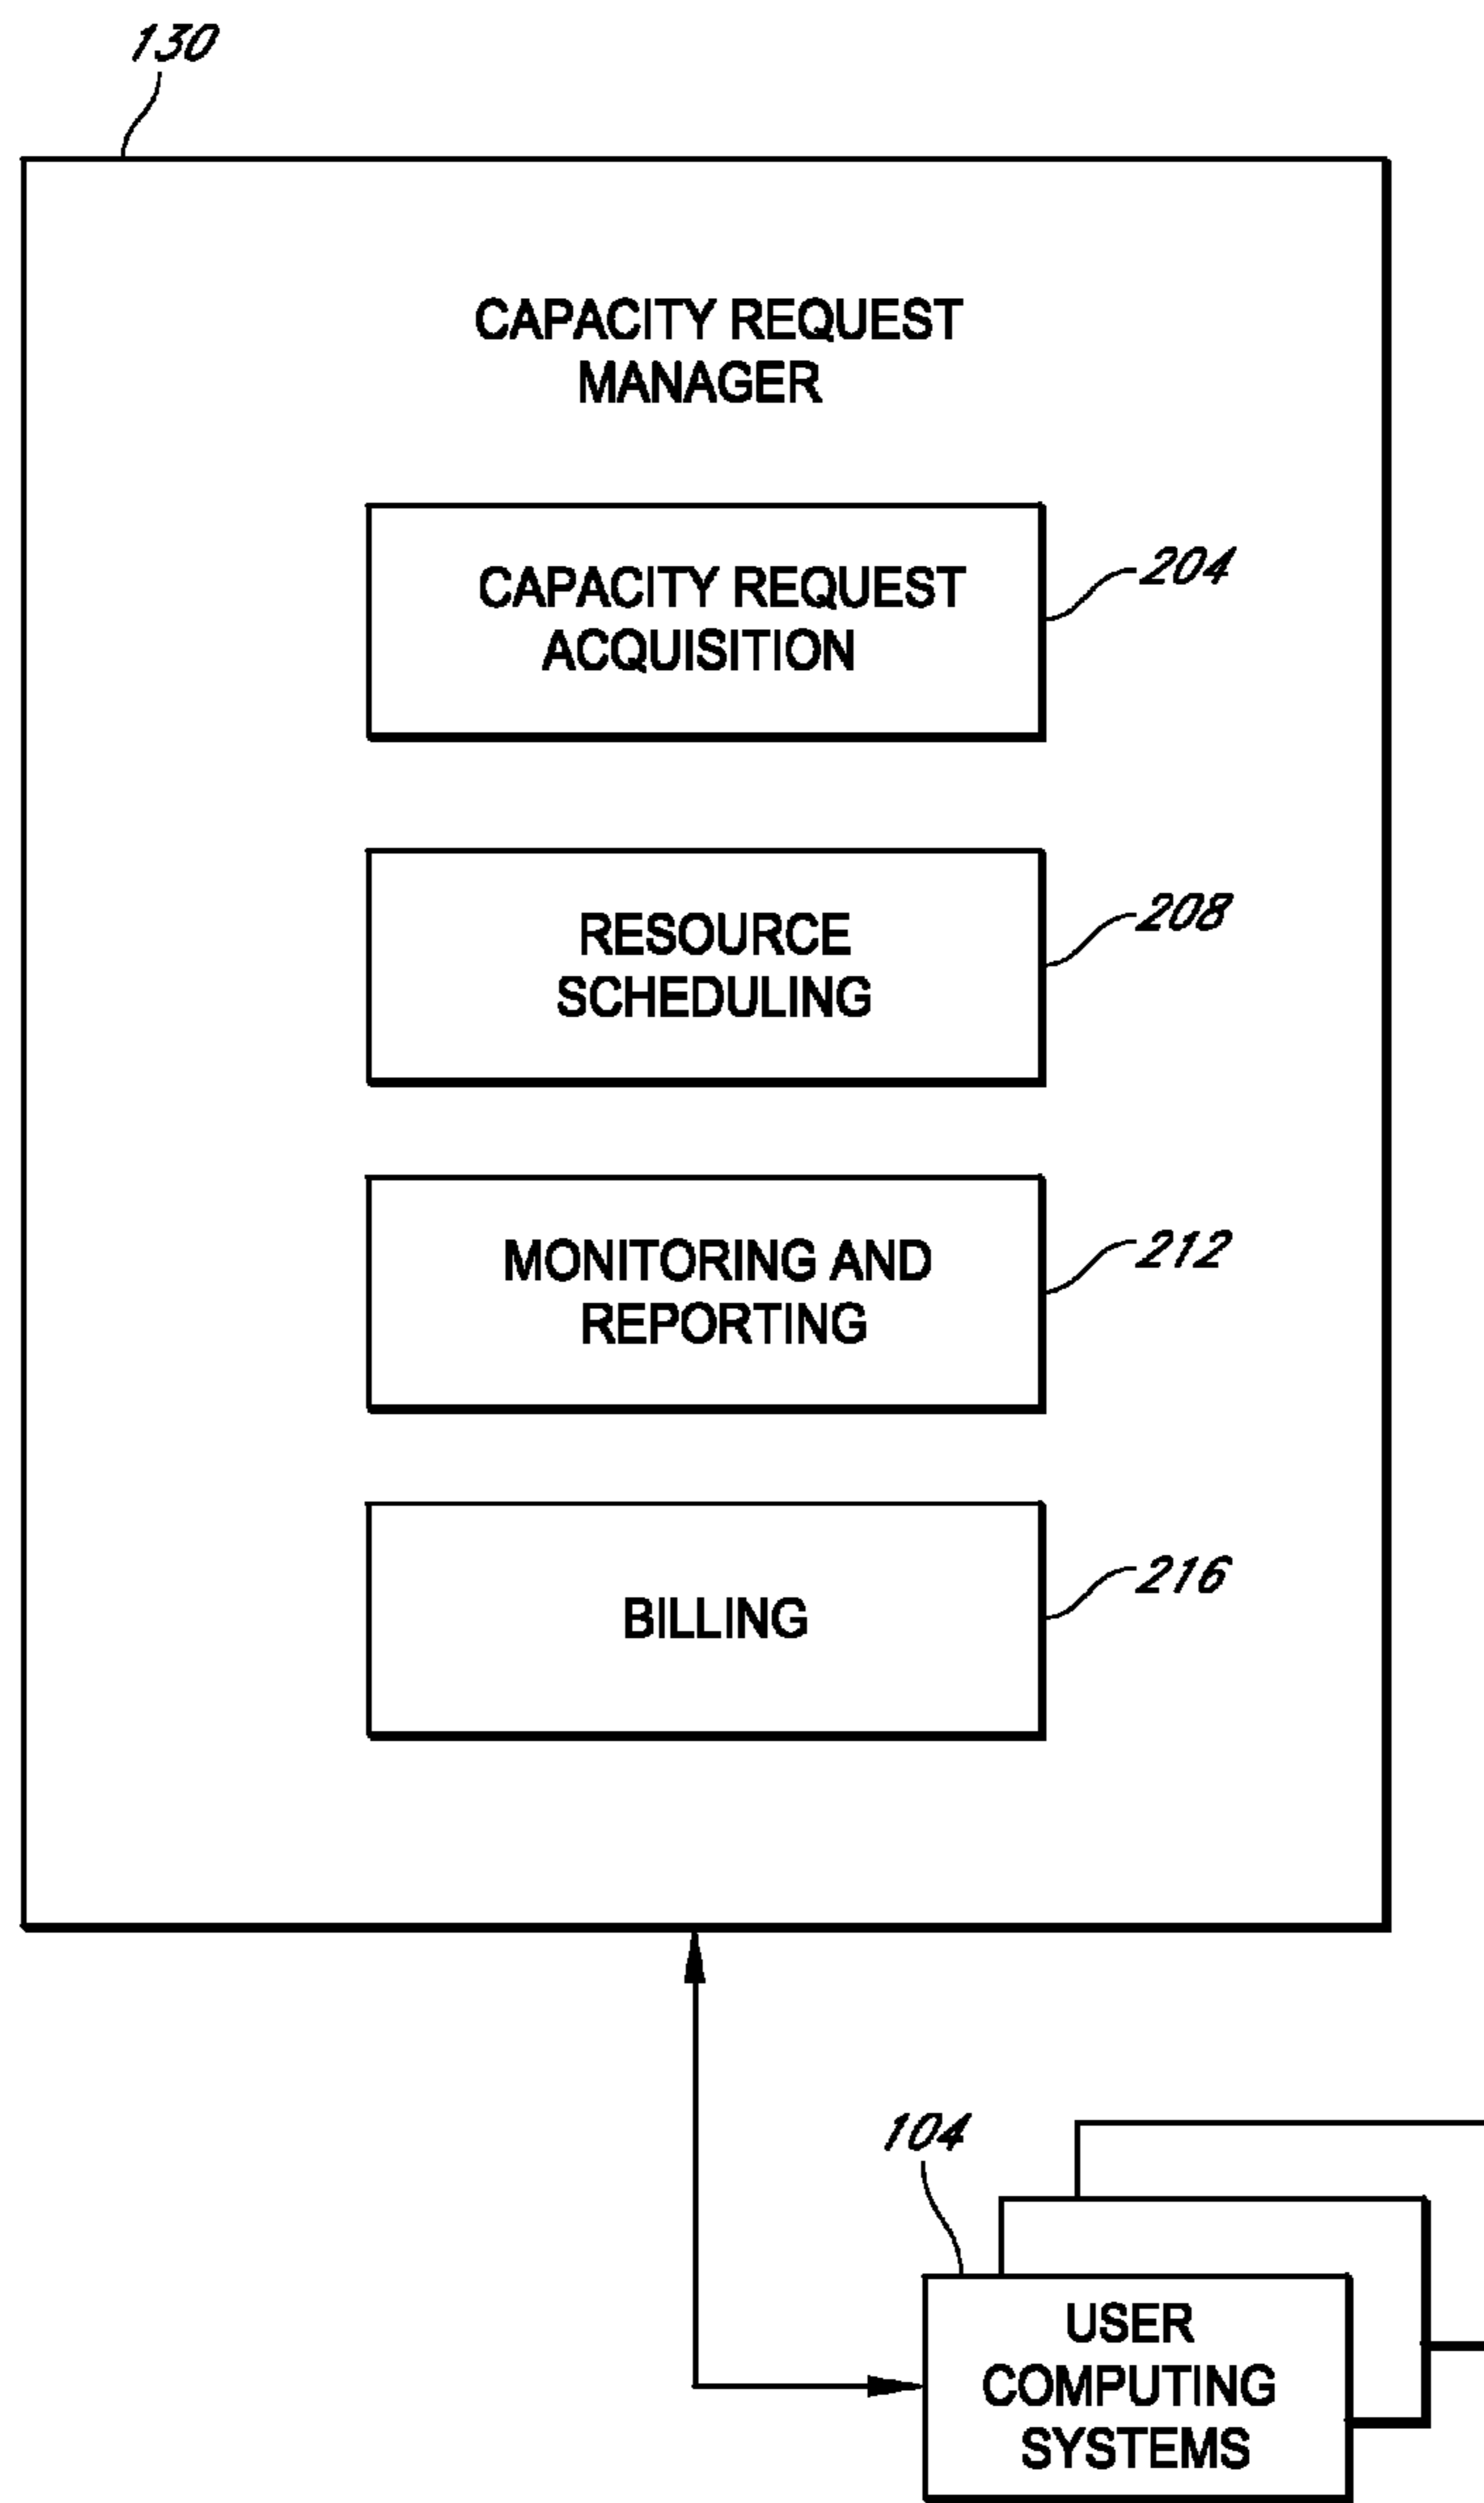 130
CAPACITY REQUEST
MANAGER
CAPACITY REQUEST
ACQUISITION
204
RESOURCE
SCHEDULING
208
MONITORING AND
REPORTING
212
BILLING
216
104
USER
COMPUTING
SYSTEMS